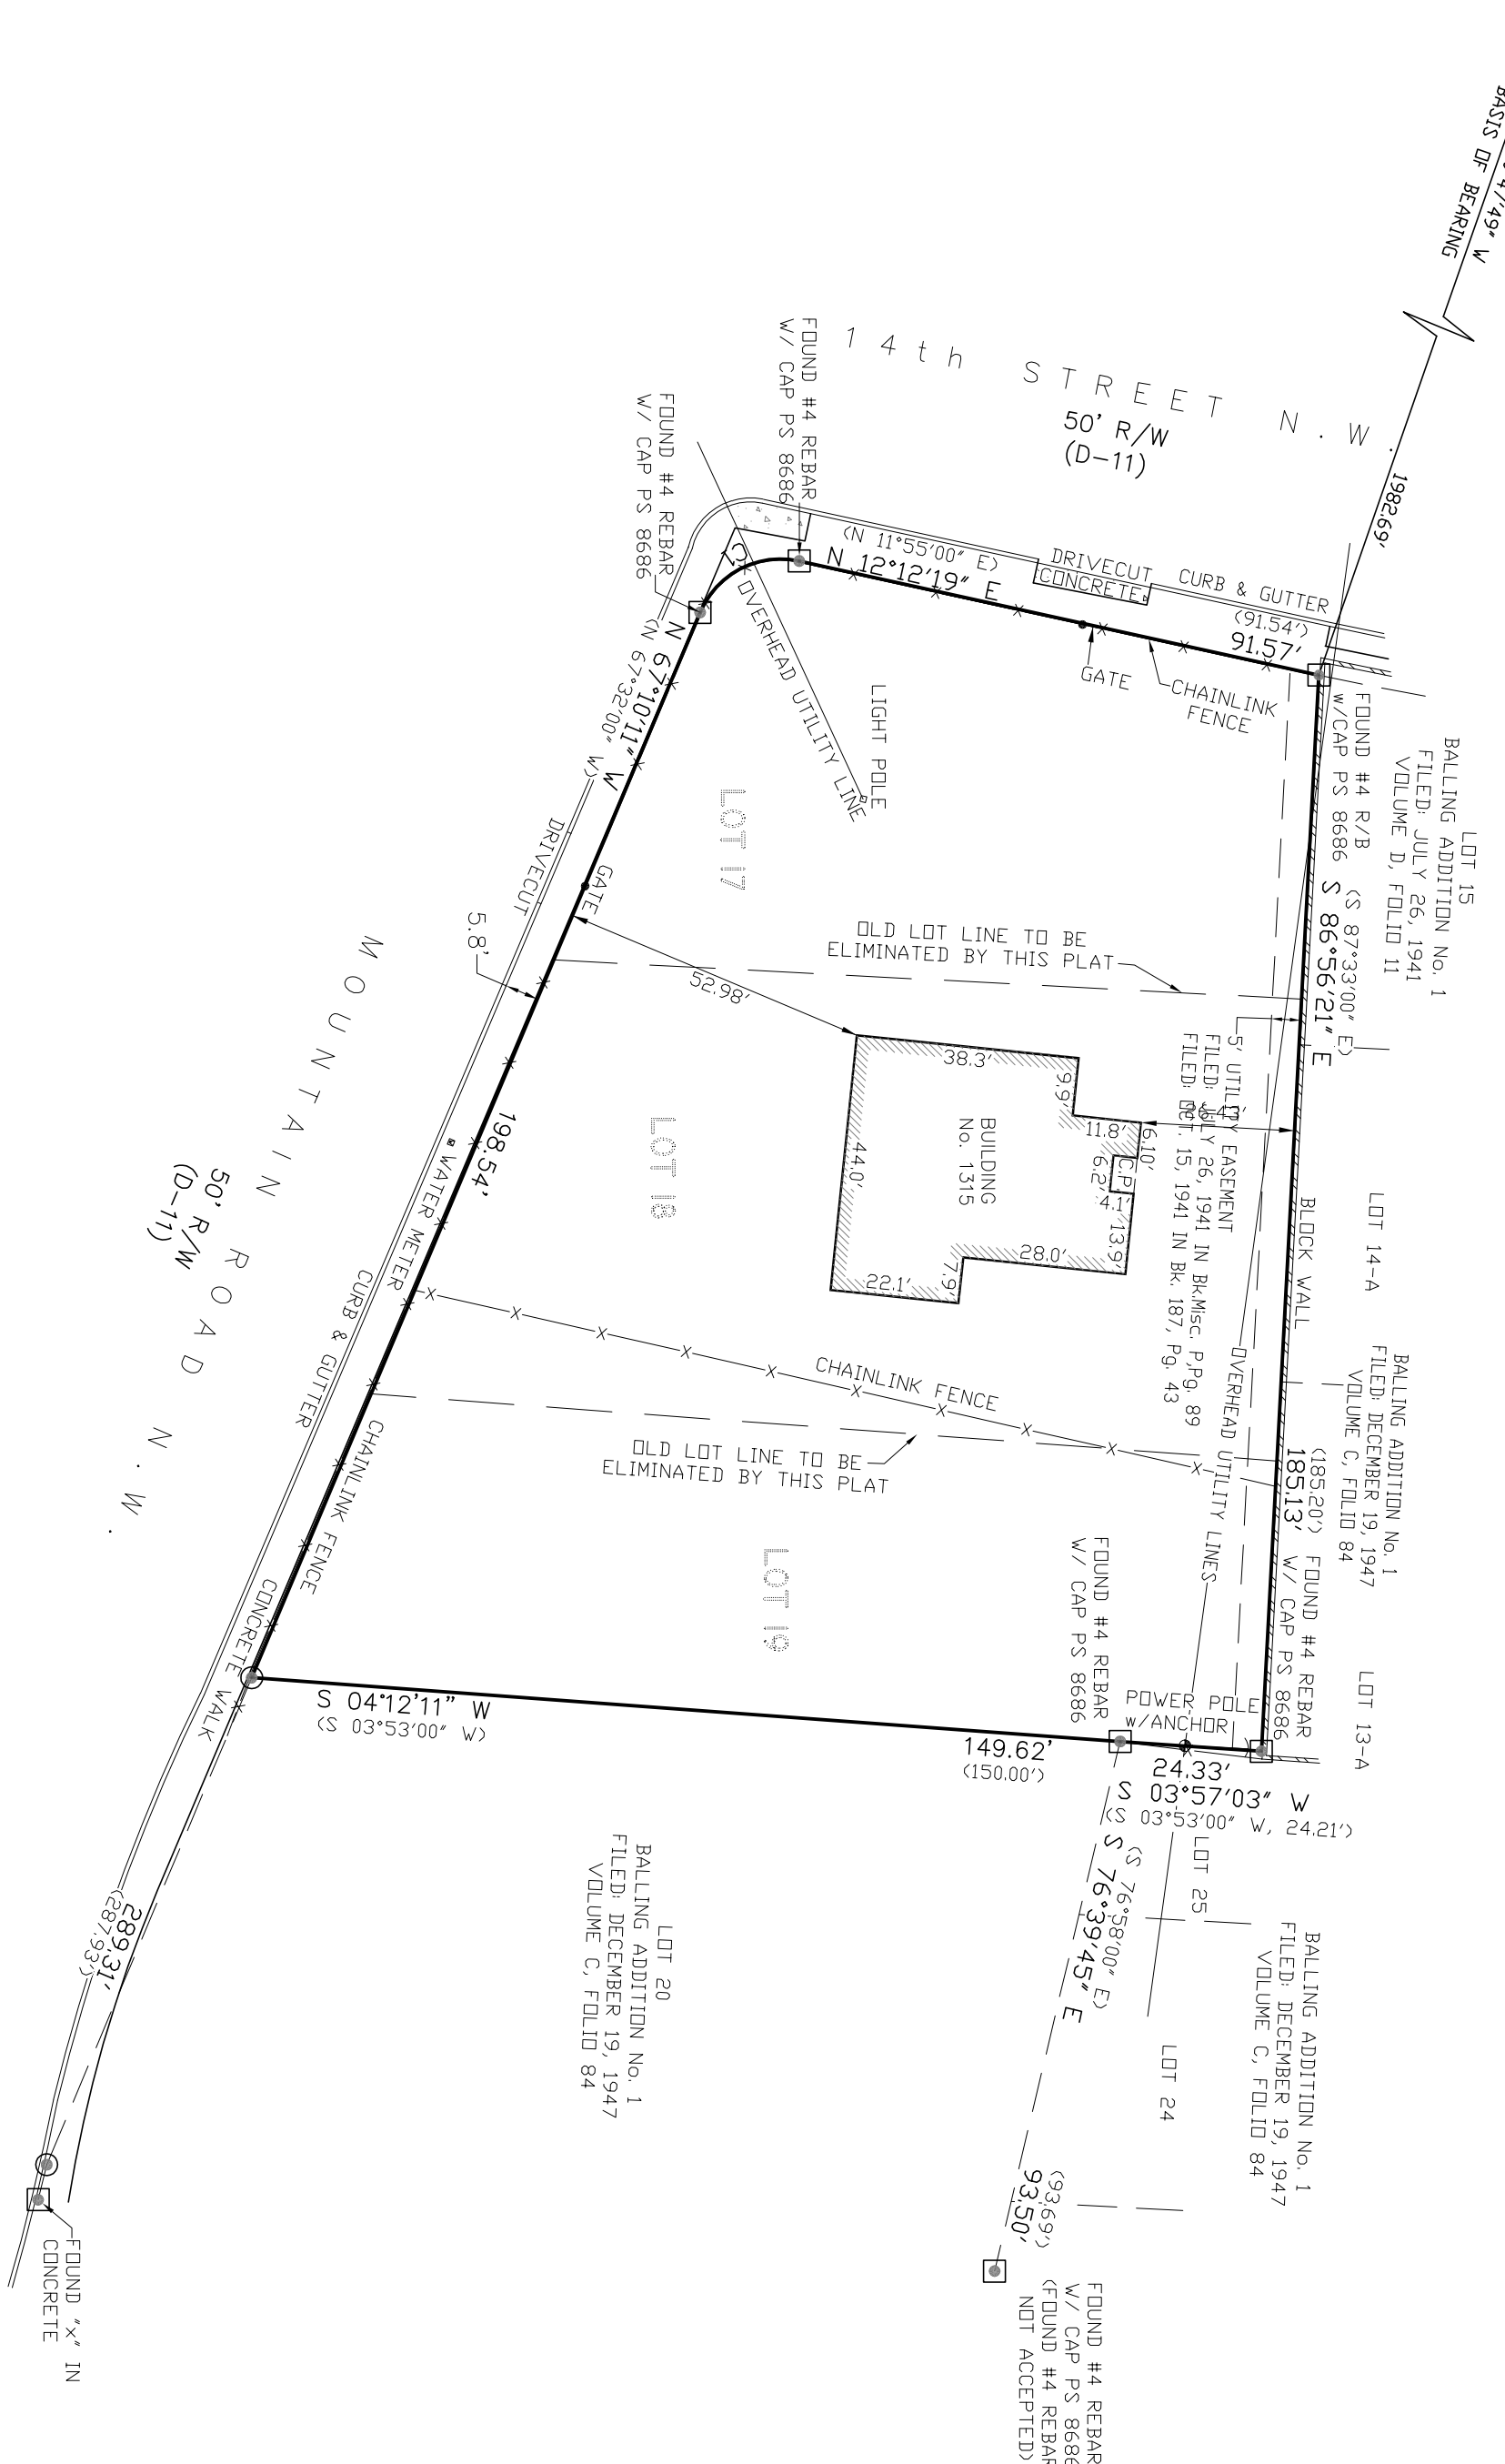 47'49" W
BASIS OF BEARING
1982.69'
14th STREET N.W.
50' R/W
(D-11)
FOUND #4 REBAR
W/ CAP PS 8686
FOUND #4 REBAR
W/ CAP PS 8686
(N 11°55'00" E)
N 12°12'19" E
DRIVECUT
CONCRETE
CURB & GUTTER
(91.54')
91.57'
GATE
CHAINLINK
FENCE
OVERHEAD UTILITY LINE
LIGHT POLE
FOUND #4 R/B
w/CAP PS 8686
(S 87°33'00" E)
S 86°56'21" E
LOT 15
BALLING ADDITION No. 1
FILED: JULY 26, 1941
VOLUME D, FOLIO 11
N 67°10'11" W
(N 67°32'00" W)
LOT 17
DRIVECUT
GATE
5.8'
52.98'
OLD LOT LINE TO BE
ELIMINATED BY THIS PLAT
5' UTILITY EASEMENT
FILED: JULY 26, 1941 IN Bk.Misc. P,Pg. 89
FILED: Oct. 15, 1941 IN Bk. 187, Pg. 43
38.3'
9.9'
11.8'
6.10'
C.P.
6.2'
4.1'
13.9'
28.0'
7.9'
22.1'
44.0'
BUILDING
No. 1315
LOT 18
198.54'
WATER METER
MOUNTAIN ROAD N.W.
50' R/W
(D-11)
CURB & GUTTER
CHAINLINK FENCE
CHAINLINK FENCE
OLD LOT LINE TO BE
ELIMINATED BY THIS PLAT
BLOCK WALL
OVERHEAD UTILITY LINES
LOT 14-A
BALLING ADDITION No. 1
FILED: DECEMBER 19, 1947
VOLUME C, FOLIO 84
(185.20')
185.13'
FOUND #4 REBAR
W/ CAP PS 8686
LOT 13-A
LOT 19
FOUND #4 REBAR
W/ CAP PS 8686
POWER POLE
w/ANCHOR
CONCRETE WALK
S 04°12'11" W
(S 03°53'00" W)
149.62'
(150.00')
24.33'
S 03°57'03" W
(S 03°53'00" W, 24.21')
(S 76°58'00" E)
S 76°39'45" E
LOT 25
BALLING ADDITION No. 1
FILED: DECEMBER 19, 1947
VOLUME C, FOLIO 84
LOT 20
BALLING ADDITION No. 1
FILED: DECEMBER 19, 1947
VOLUME C, FOLIO 84
289.31'
(287.93')
LOT 24
(93.69')
93.50'
FOUND "x" IN
CONCRETE
FOUND #4 REBAR
W/ CAP PS 8686
(FOUND #4 REBAR
NOT ACCEPTED)